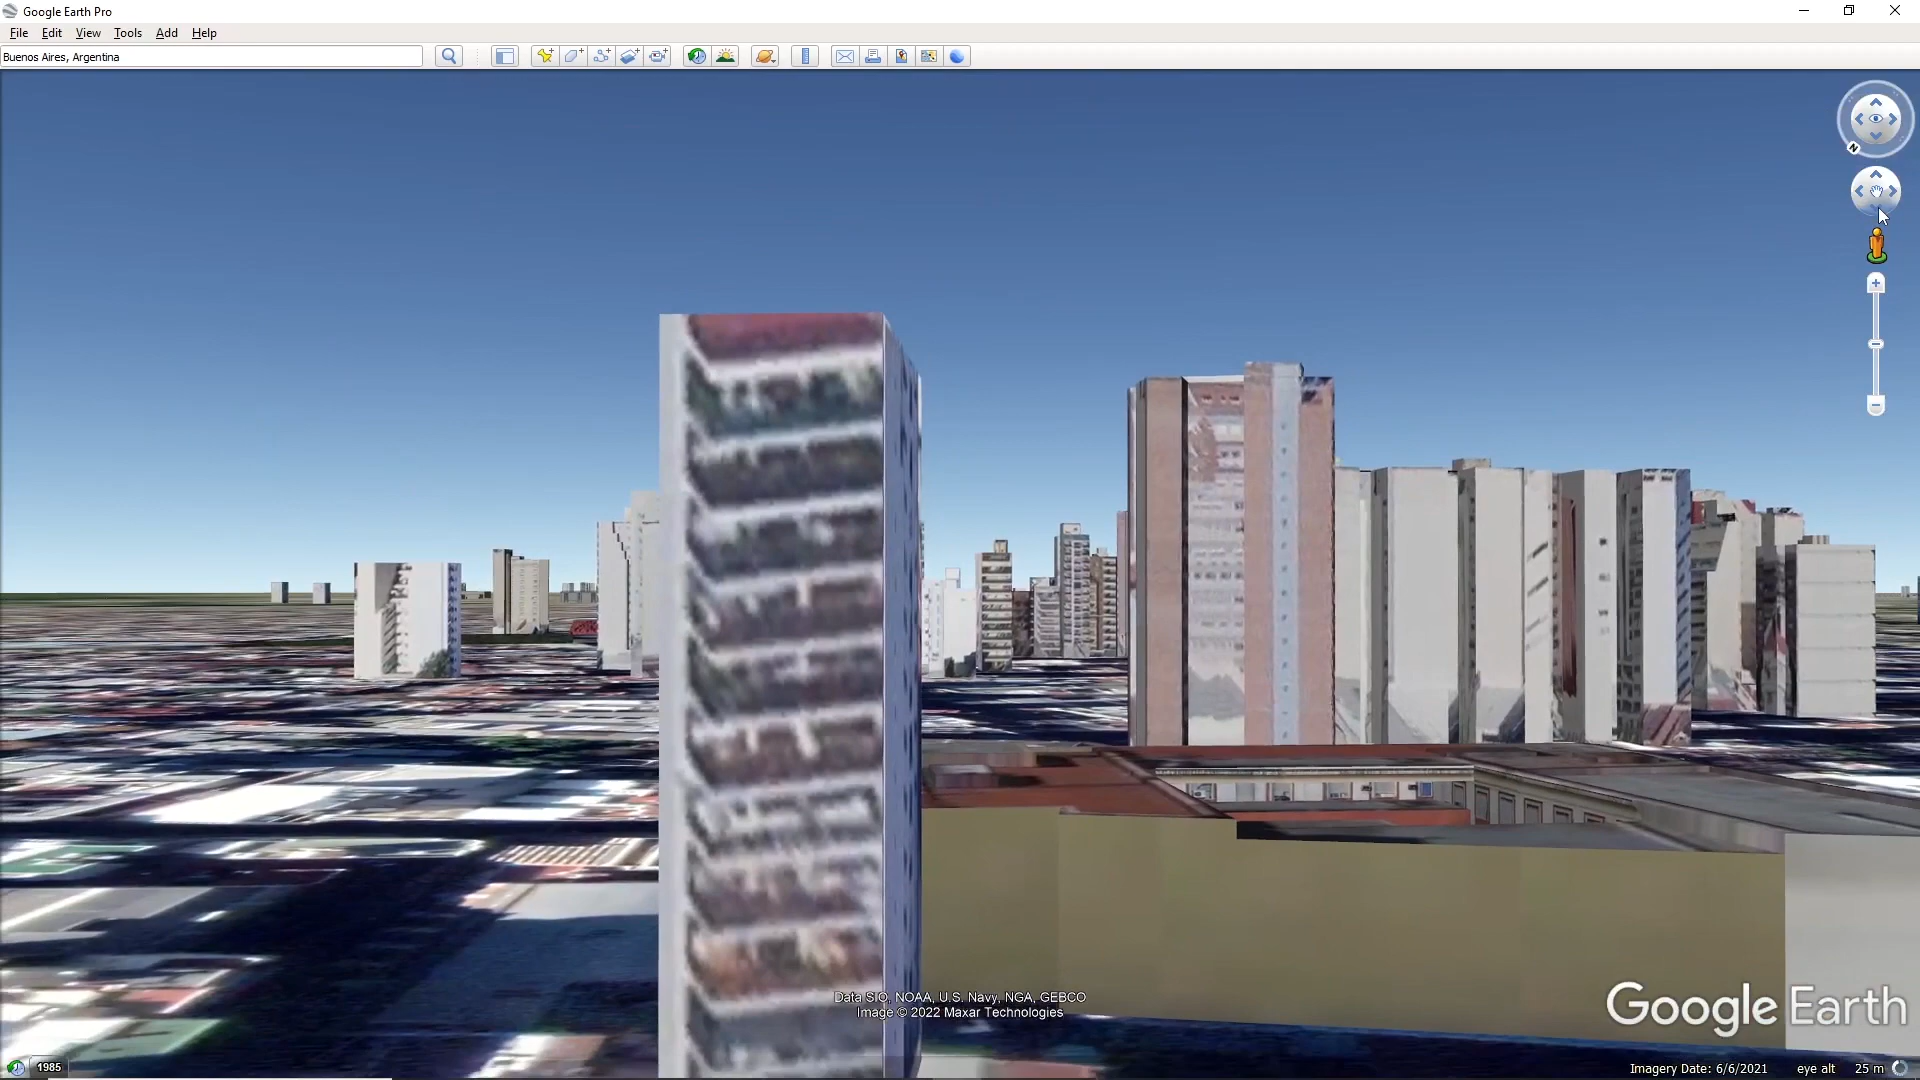 Google Earth Pro
File Edit View Tools Add Help
Buenos Aires, Argentina
N
Data SIO, NOAA, U.S. Navy, NGA, GEBCO
Image © 2022 Maxar Technologies
Google Earth
1985
Imagery Date: 6/6/2021 eye alt 25 m